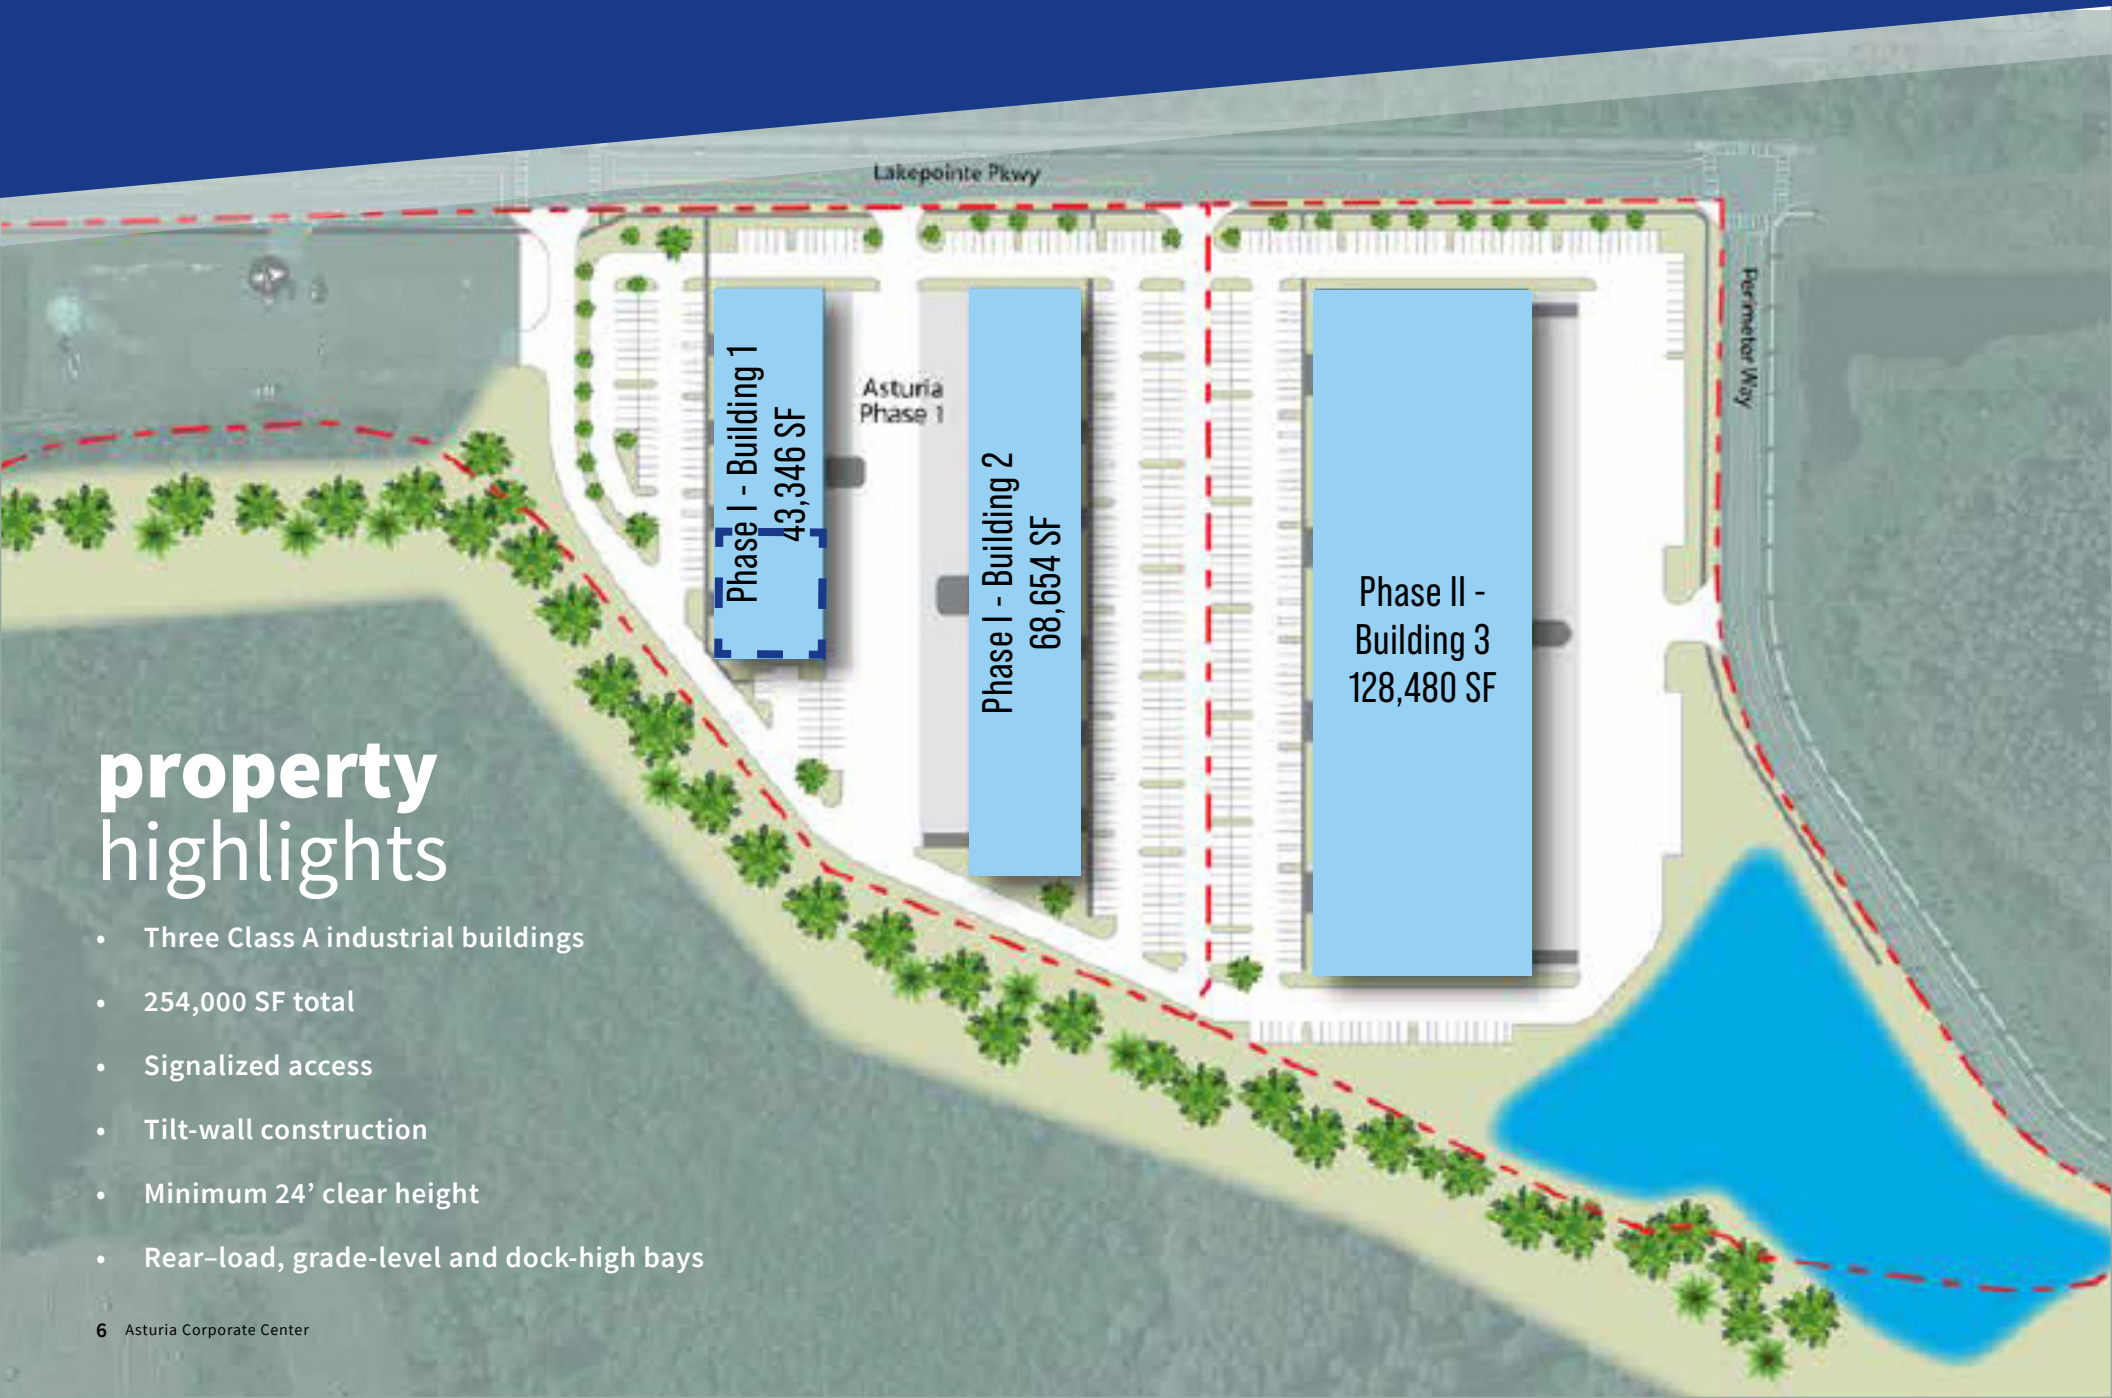 Lakepointe Pkwy
Perimeter Way
Asturia
Phase 1
Phase I - Building 1
43,346 SF
Phase I - Building 2
68,654 SF
Phase II -
Building 3
128,480 SF
property
highlights
• Three Class A industrial buildings
• 254,000 SF total
• Signalized access
• Tilt-wall construction
• Minimum 24’ clear height
• Rear–load, grade-level and dock-high bays
6 Asturia Corporate Center